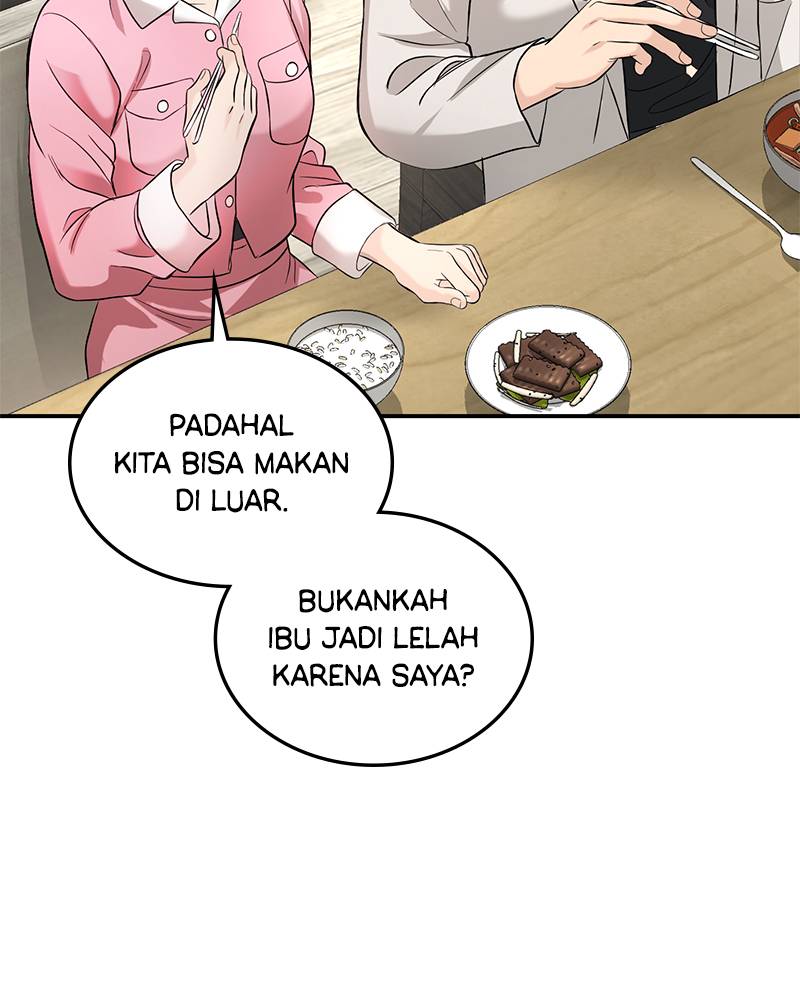 PADAHAL
KITA BISA MAKAN
DI LUAR.
BUKANKAH
IBU JADI LELAH
KARENA SAYA?